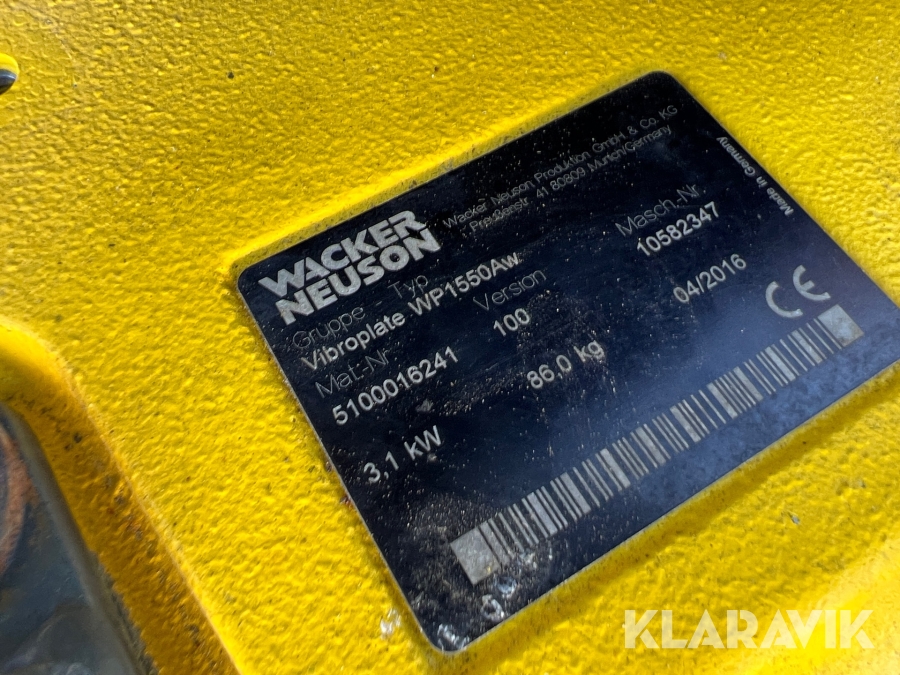 WACKER
NEUSON
Wacker Neuson Produktion GmbH & Co. KG
Preußenstr. 41 80809 Munich/Germany
Gruppe Typ
Vibroplate WP1550Aw
Masch.-Nr.
10582347
Mat.-Nr. Version
5100016241 100
04/2016
3,1 kW 86,0 kg
CE
Made in Germany
KLARAVIK